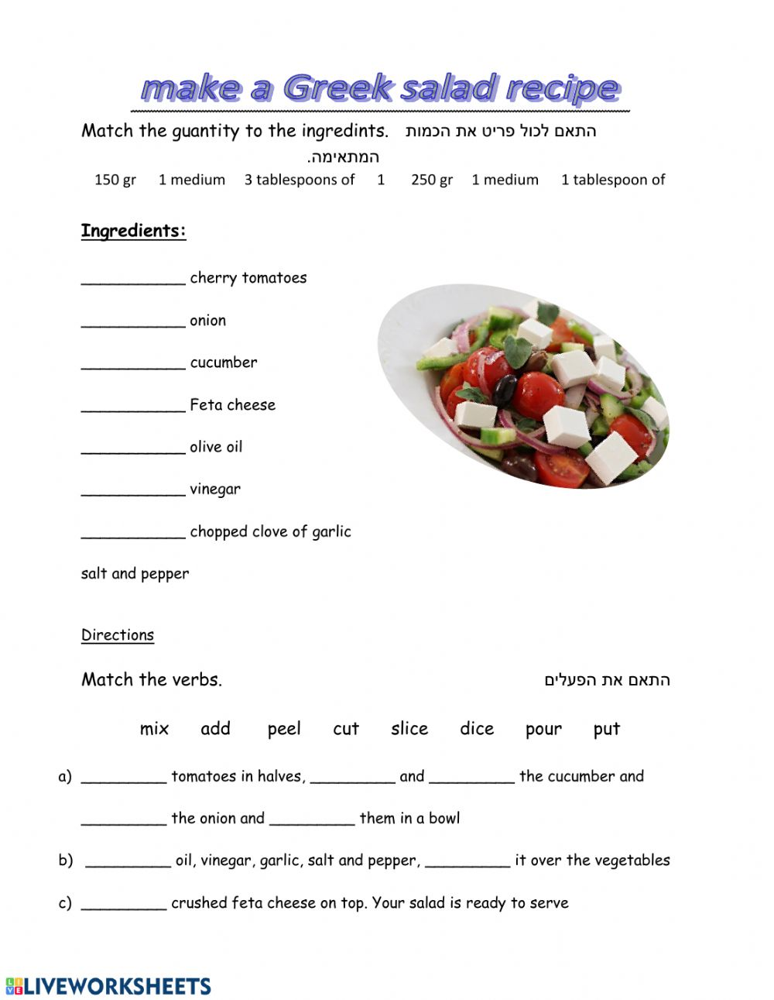 make a Greek salad recipe
Match the guantity to the ingredints. התאם לכול פריט את הכמות
המתאימה.
150 gr 1 medium 3 tablespoons of 1 250 gr 1 medium 1 tablespoon of
Ingredients:
___________ cherry tomatoes
___________ onion
___________ cucumber
___________ Feta cheese
___________ olive oil
___________ vinegar
___________ chopped clove of garlic
salt and pepper
Directions
Match the verbs. התאם את הפעלים
mix add peel cut slice dice pour put
a) _________ tomatoes in halves, _________ and _________ the cucumber and
_________ the onion and _________ them in a bowl
b) _________ oil, vinegar, garlic, salt and pepper, _________ it over the vegetables
c) _________ crushed feta cheese on top. Your salad is ready to serve
LIVE LIVEWORKSHEETS